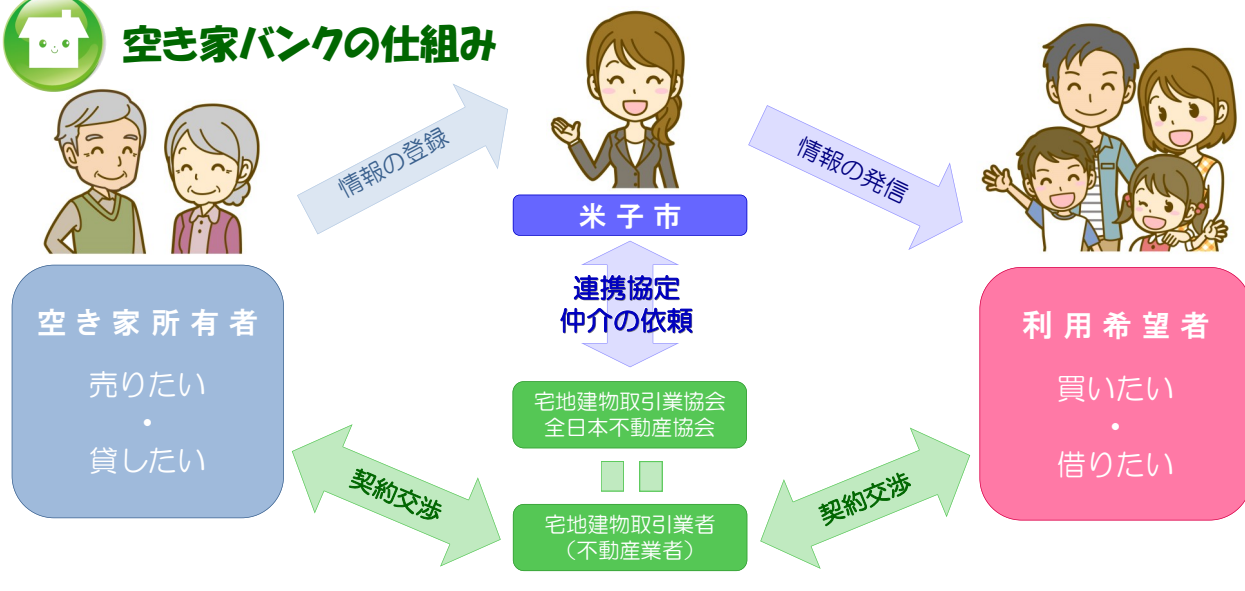 空き家バンクの仕組み
情報の登録
情報の発信
米子市
連携協定
仲介の依頼
空き家所有者
売りたい
・
貸したい
利用希望者
買いたい
・
借りたい
宅地建物取引業協会
全日本不動産協会
契約交渉
契約交渉
宅地建物取引業者
（不動産業者）